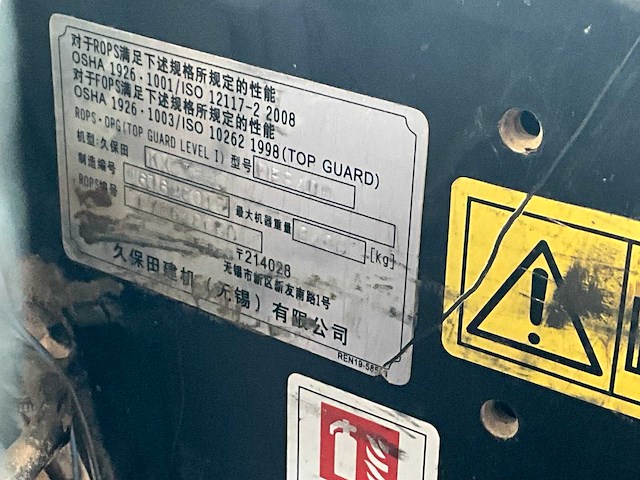 对于ROPS满足下述规格所规定的性能
OSHA 1926・1001/ISO 12117-2 2008
对于FOPS满足下述规格所规定的性能
OSHA 1926・1003/ISO 10262 1998(TOP GUARD)
ROPS・OPG(TOP GUARD LEVEL I)
机型:久保田 型号
制造编号 最大机器重量 [kg]
ROPS编号
〒214028
无锡市新区新友南路1号
久保田建机(无锡)有限公司